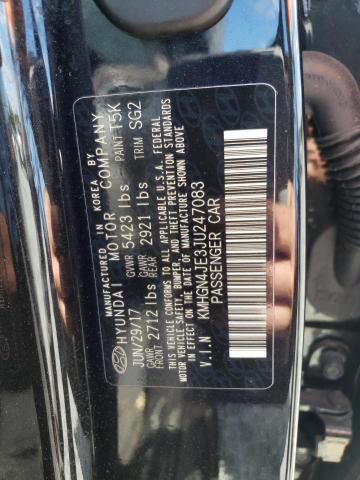 MANUFACTURED IN KOREA BY
HYUNDAI MOTOR COMPANY
JUN/29/17 GVWR 5423 lbs PAINT T5K
GAWR FRONT 2712 lbs GAWR REAR 2921 lbs TRIM SG2
THIS VEHICLE CONFORMS TO ALL APPLICABLE U.S.A. FEDERAL
MOTOR VEHICLE SAFETY, BUMPER, AND THEFT PREVENTION STANDARDS
IN EFFECT ON THE DATE OF MANUFACTURE SHOWN ABOVE
V.I.N KMHGN4JE3JU247083
PASSENGER CAR